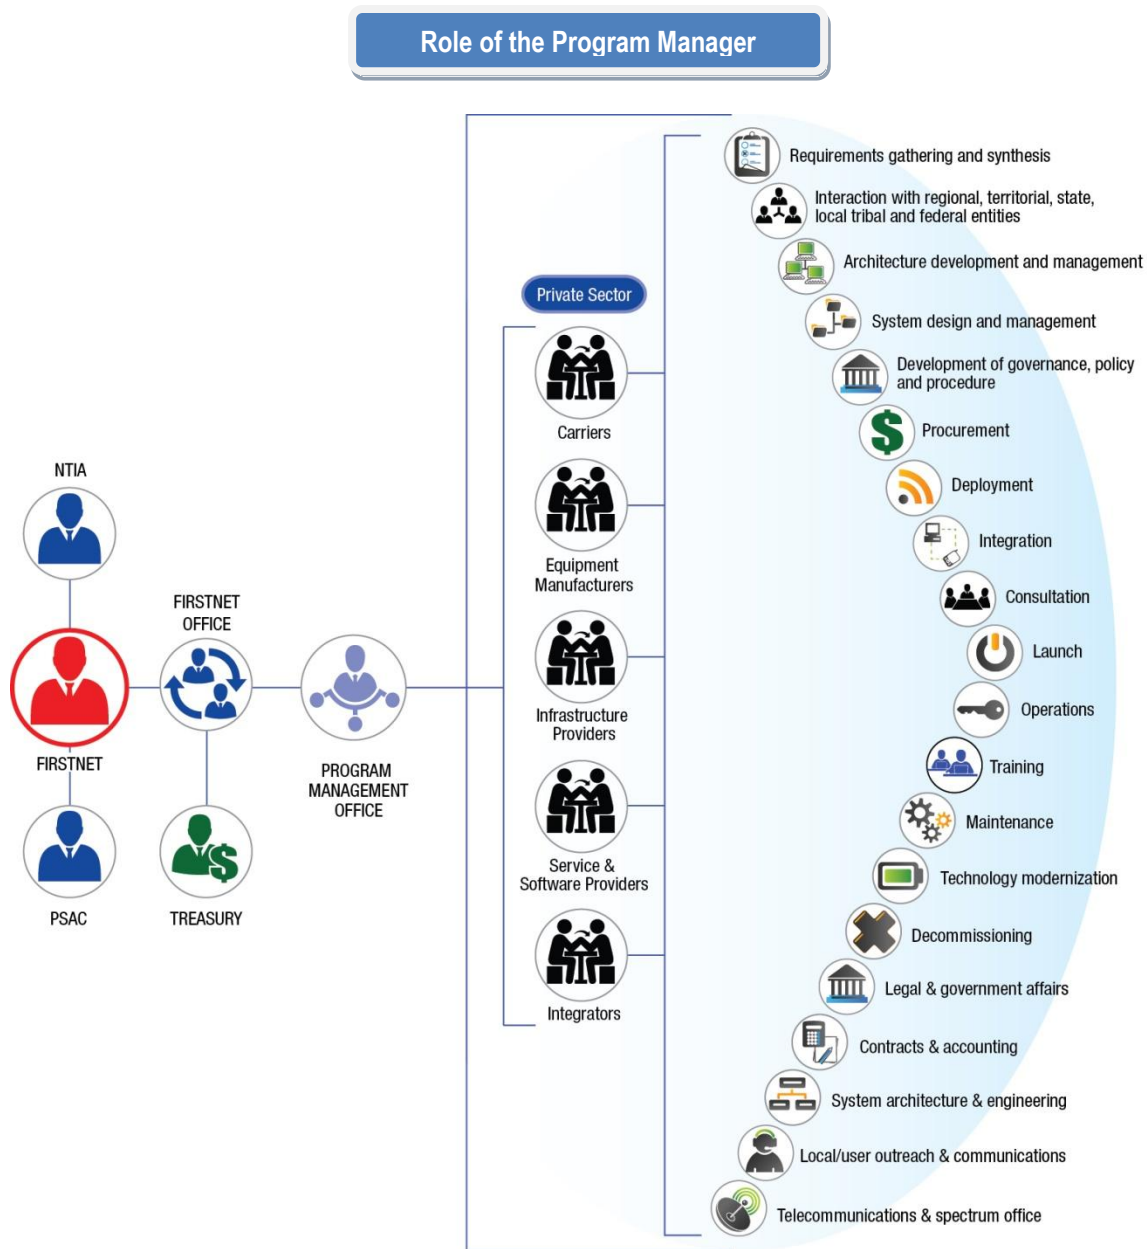 Role of the Program Manager
NTIA
FIRSTNET
PSAC
FIRSTNET
OFFICE
TREASURY
PROGRAM
MANAGEMENT
OFFICE
Private Sector
Carriers
Equipment
Manufacturers
Infrastructure
Providers
Service &
Software Providers
Integrators
Requirements gathering and synthesis
Interaction with regional, territorial, state,
local tribal and federal entities
Architecture development and management
System design and management
Development of governance, policy
and procedure
Procurement
Deployment
Integration
Consultation
Launch
Operations
Training
Maintenance
Technology modernization
Decommissioning
Legal & government affairs
Contracts & accounting
System architecture & engineering
Local/user outreach & communications
Telecommunications & spectrum office